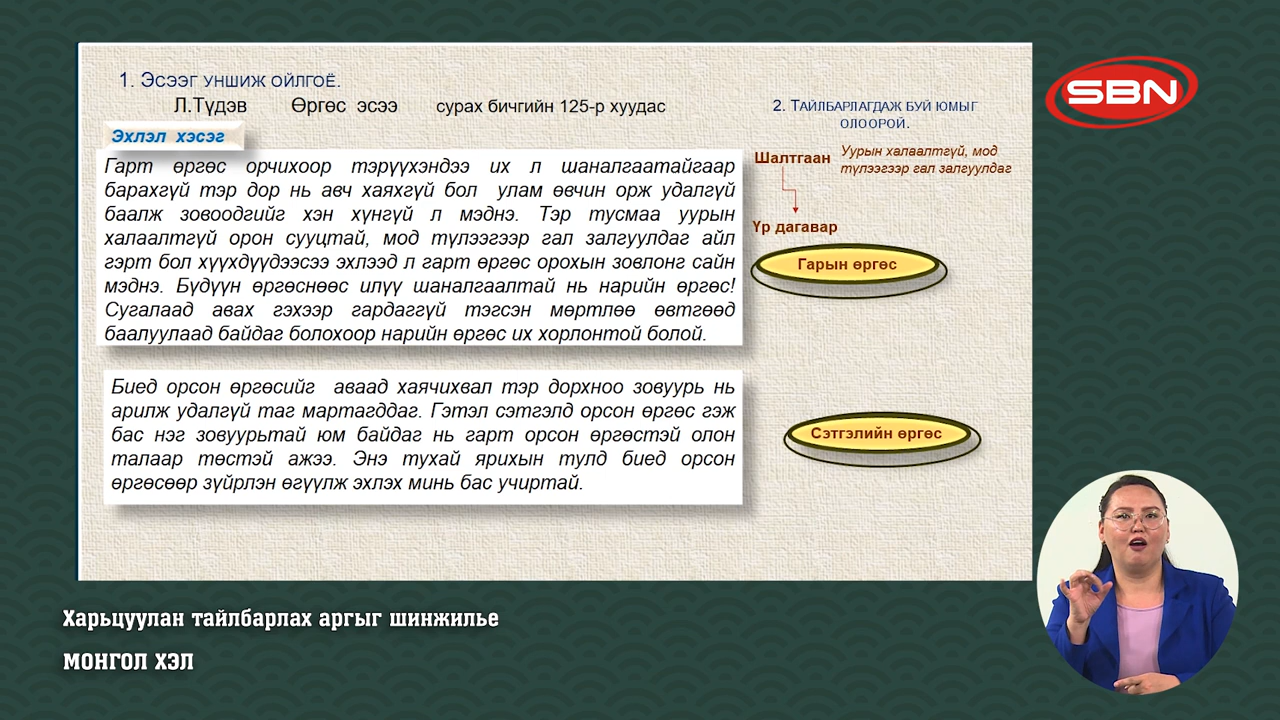 1. Эсээг уншиж ойлгоё.
Л.Түдэв Өргөс эсээ сурах бичгийн 125-р хуудас
Эхлэл хэсэг
Гарт өргөс орчихоор тэрүүхэндээ их л шаналгаатайгаар
барахгүй тэр дор нь авч хаяхгүй бол улам өвчин орж удалгүй
баалж зовоодгийг хэн хүнгүй л мэднэ. Тэр тусмаа уурын
халаалтгүй орон сууцтай, мод түлээгээр гал залгуулдаг айл
гэрт бол хүүхдүүдээсээ эхлээд л гарт өргөс орохын зовлонг сайн
мэднэ. Бүдүүн өргөснөөс илүү шаналгаалтай нь нарийн өргөс!
Сугалаад авах гэхээр гардаггүй тэгсэн мөртлөө өвтгөөд
баалуулаад байдаг болохоор нарийн өргөс их хорлонтой болой.
Биед орсон өргөсийг аваад хаячихвал тэр дорхноо зовуурь нь
арилж удалгүй таг мартагддаг. Гэтэл сэтгэлд орсон өргөс гэж
бас нэг зовуурьтай юм байдаг нь гарт орсон өргөстэй олон
талаар төстэй ажээ. Энэ тухай ярихын тулд биед орсон
өргөсөөр зүйрлэн өгүүлж эхлэх минь бас учиртай.
2. Тайлбарлагдаж буй юмыг
олоорой.
Шалтгаан
Уурын халаалтгүй, мод
түлээгээр гал залгуулдаг
Үр дагавар
Гарын өргөс
Сэтгэлийн өргөс
SBN
Харьцуулан тайлбарлах аргыг шинжилье
МОНГОЛ ХЭЛ